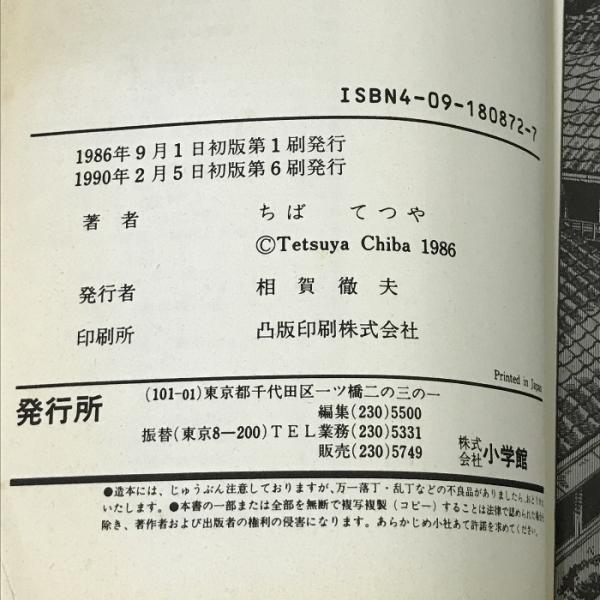 ISBN4-09-180872-7
1986年9月1日初版第1刷発行
1990年2月5日初版第6刷発行
著者 ちば てつや
©Tetsuya Chiba 1986
発行者 相賀徹夫
印刷所 凸版印刷株式会社
Printed in Japan
発行所
(101-01)東京都千代田区一ツ橋二の三の一
編集(230)5500
振替(東京8—200)TEL業務(230)5331
販売(230)5749
株式会社 小学館
●造本には、じゅうぶん注意しておりますが、万一落丁・乱丁などの不良品がありましたら、おとりかえ
いたします。●本書の一部または全部を無断で複写複製(コピー)することは法律で認められた場合を
除き、著作者および出版者の権利の侵害になります。あらかじめ小社あて許諾を求めてください。